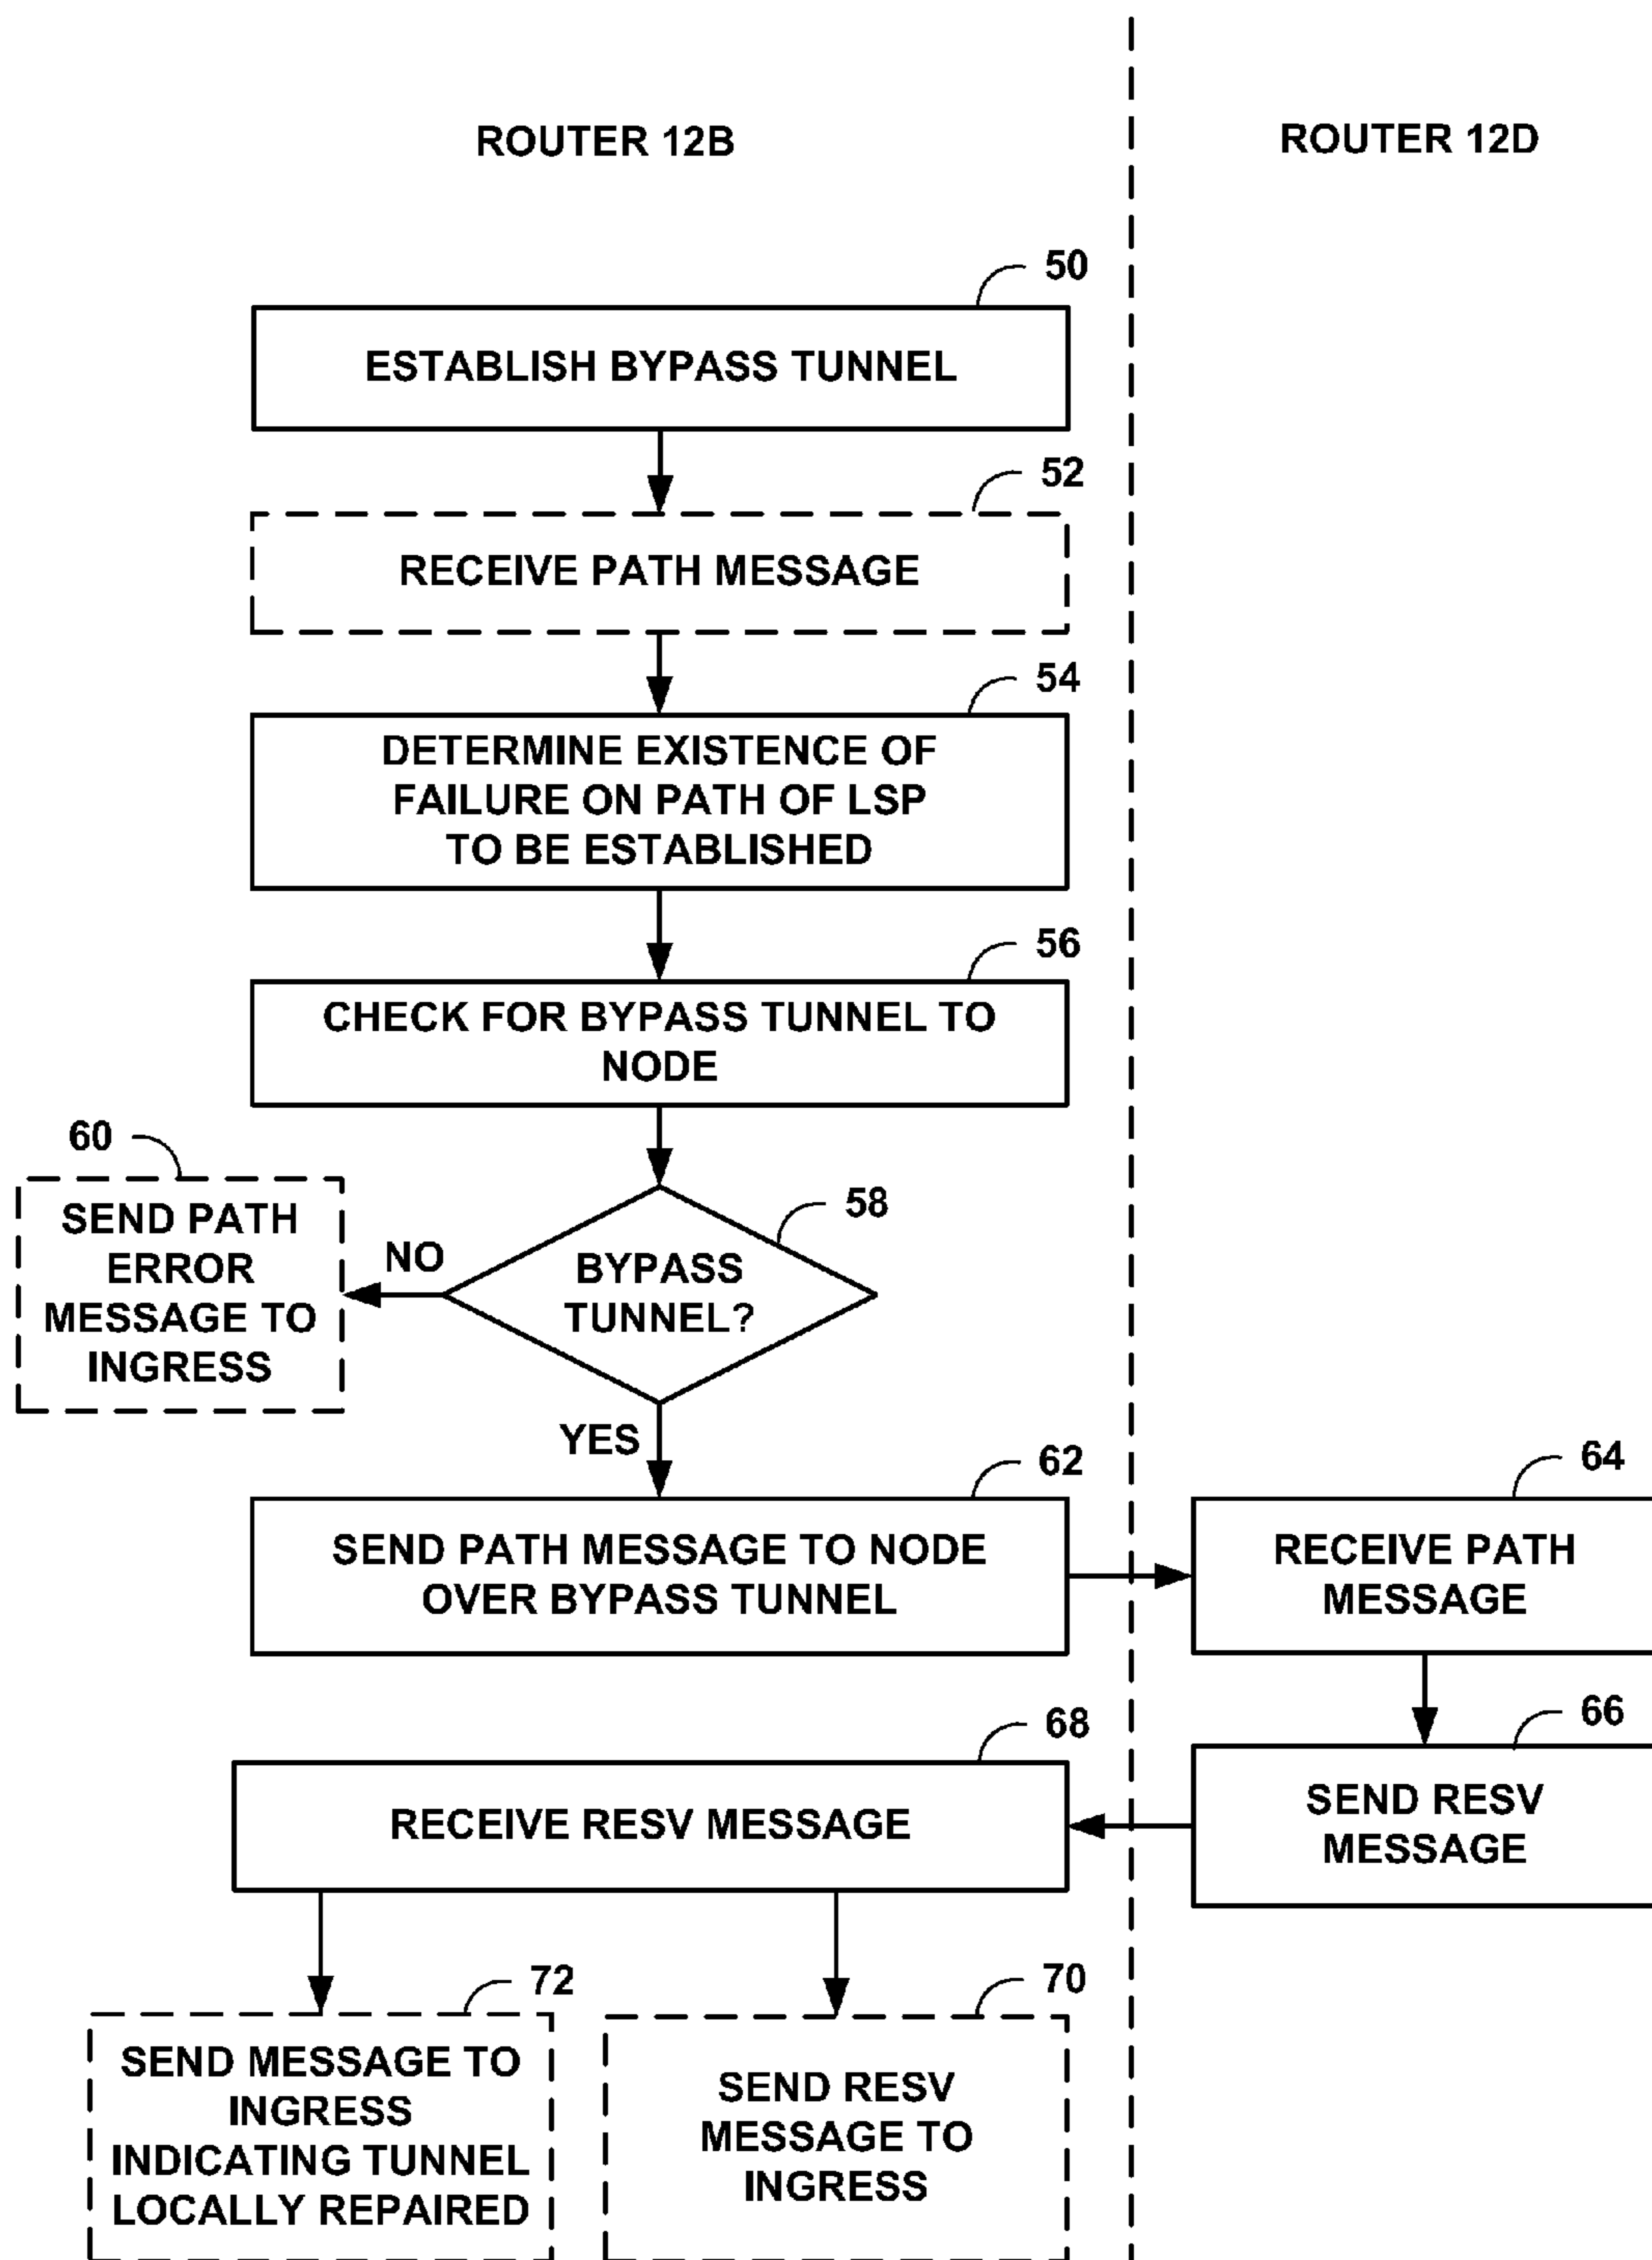 ROUTER 12B
ROUTER 12D
50
ESTABLISH BYPASS TUNNEL
52
RECEIVE PATH MESSAGE
54
DETERMINE EXISTENCE OF
FAILURE ON PATH OF LSP
TO BE ESTABLISHED
56
CHECK FOR BYPASS TUNNEL TO
NODE
58
BYPASS
TUNNEL?
NO
60
SEND PATH
ERROR
MESSAGE TO
INGRESS
YES
62
SEND PATH MESSAGE TO NODE
OVER BYPASS TUNNEL
64
RECEIVE PATH
MESSAGE
66
SEND RESV
MESSAGE
68
RECEIVE RESV MESSAGE
72
SEND MESSAGE TO
INGRESS
INDICATING TUNNEL
LOCALLY REPAIRED
70
SEND RESV
MESSAGE TO
INGRESS